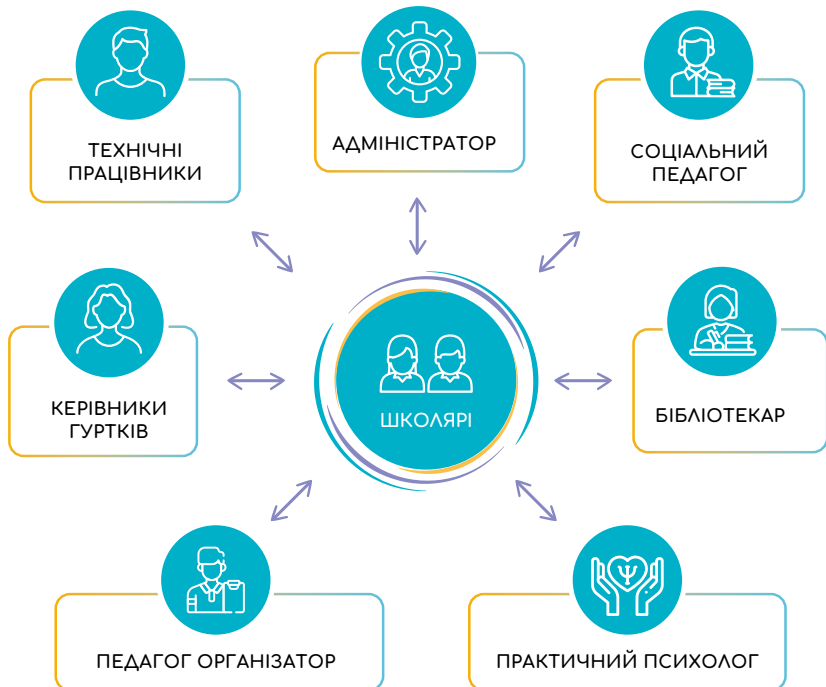 ТЕХНІЧНІ
ПРАЦІВНИКИ
АДМІНІСТРАТОР
СОЦІАЛЬНИЙ
ПЕДАГОГ
КЕРІВНИКИ
ГУРТКІВ
ШКОЛЯРІ
БІБЛІОТЕКАР
ПЕДАГОГ ОРГАНІЗАТОР
ПРАКТИЧНИЙ ПСИХОЛОГ